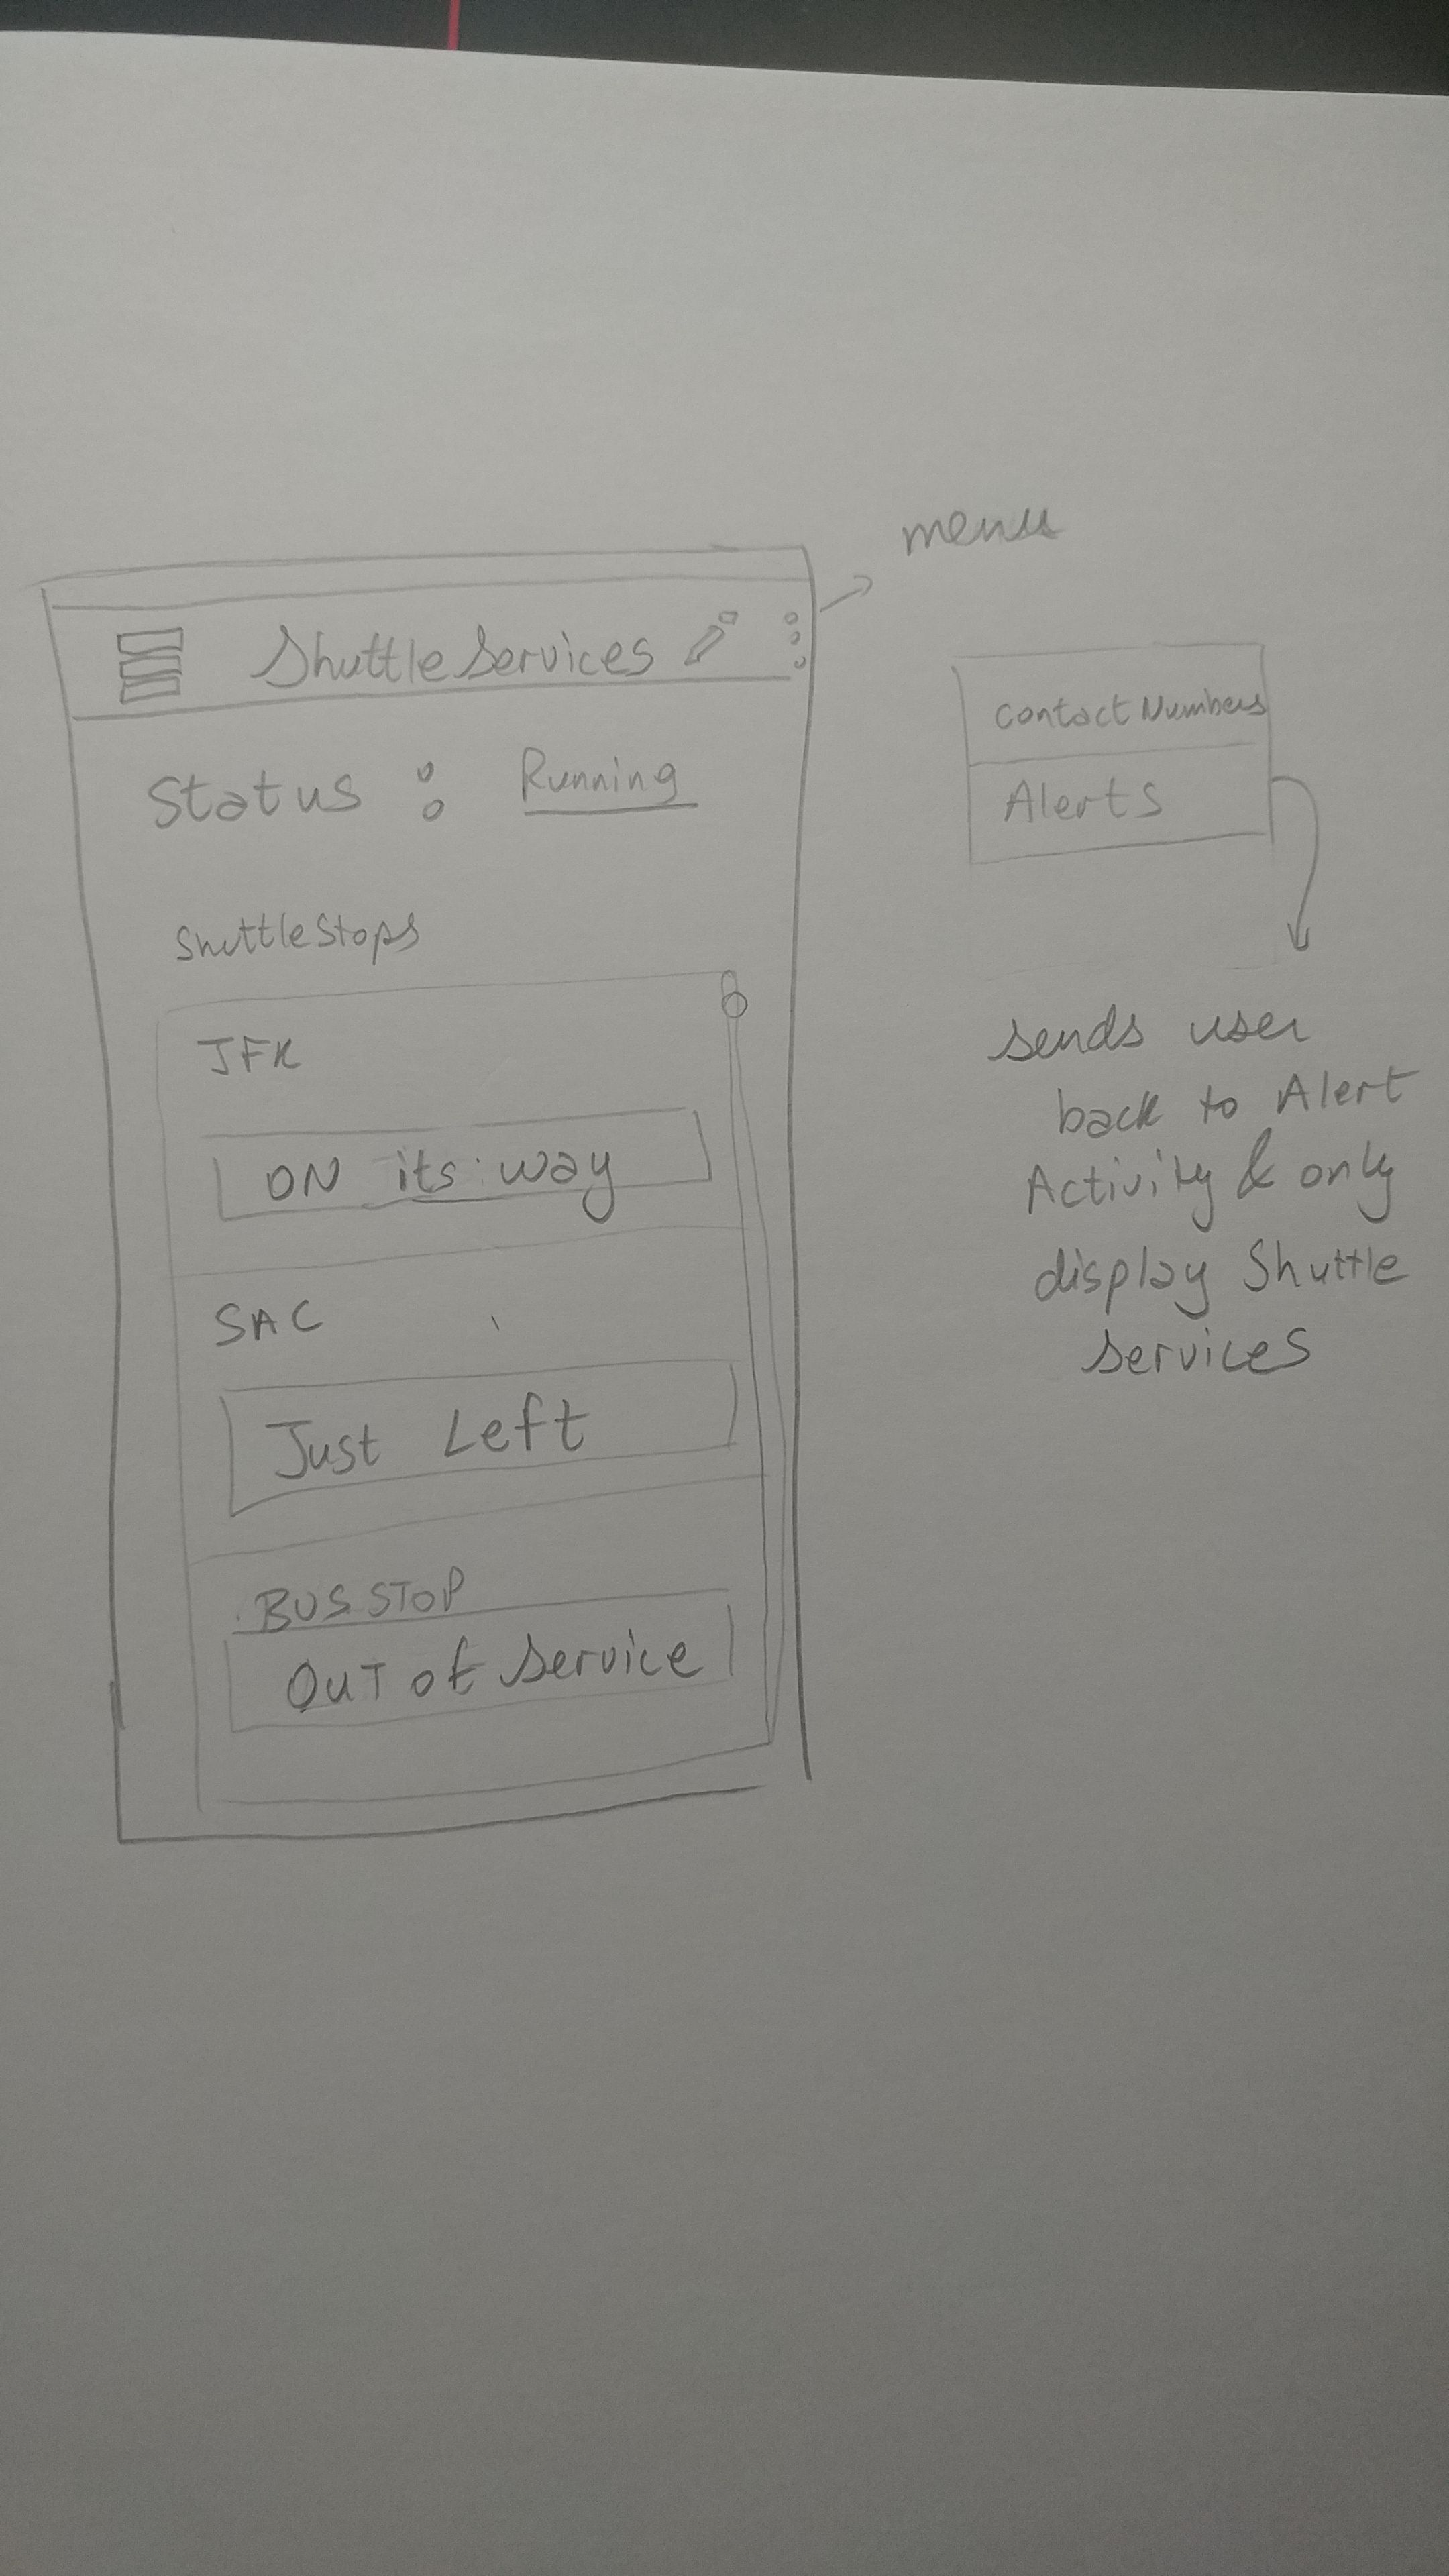 menu
Shuttle Services
Status : Running
Shuttle Stops
JFK
ON its way
SAC
Just Left
BUS STOP
OUT of Service
Contact Numbers
Alerts
sends user
back to Alert
Activity & only
display Shuttle
services